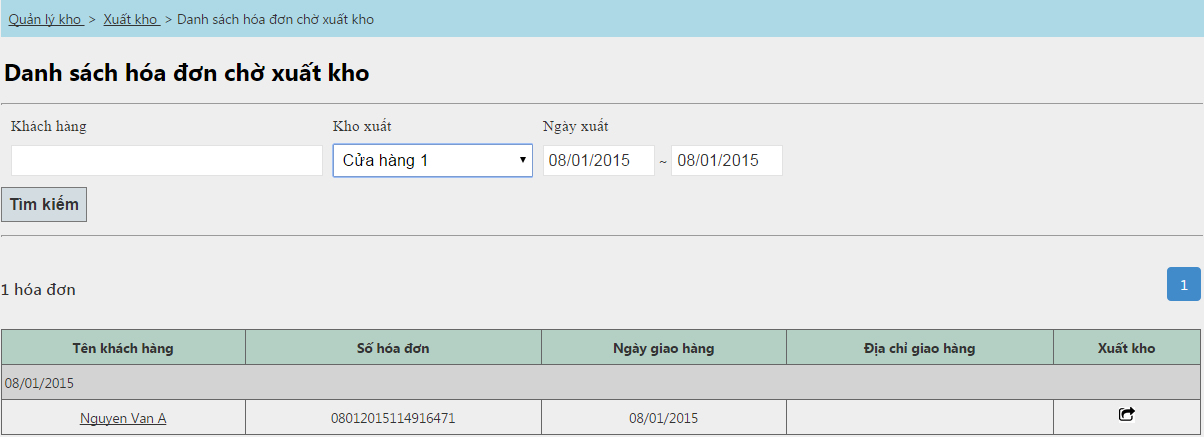 Quản lý kho > Xuất kho > Danh sách hóa đơn chờ xuất kho
Danh sách hóa đơn chờ xuất kho
Khách hàng Kho xuất Ngày xuất
Cửa hàng 1 08/01/2015 ~ 08/01/2015
Tìm kiếm
1 hóa đơn 1
Tên khách hàng Số hóa đơn Ngày giao hàng Địa chỉ giao hàng Xuất kho
08/01/2015
Nguyen Van A 08012015114916471 08/01/2015